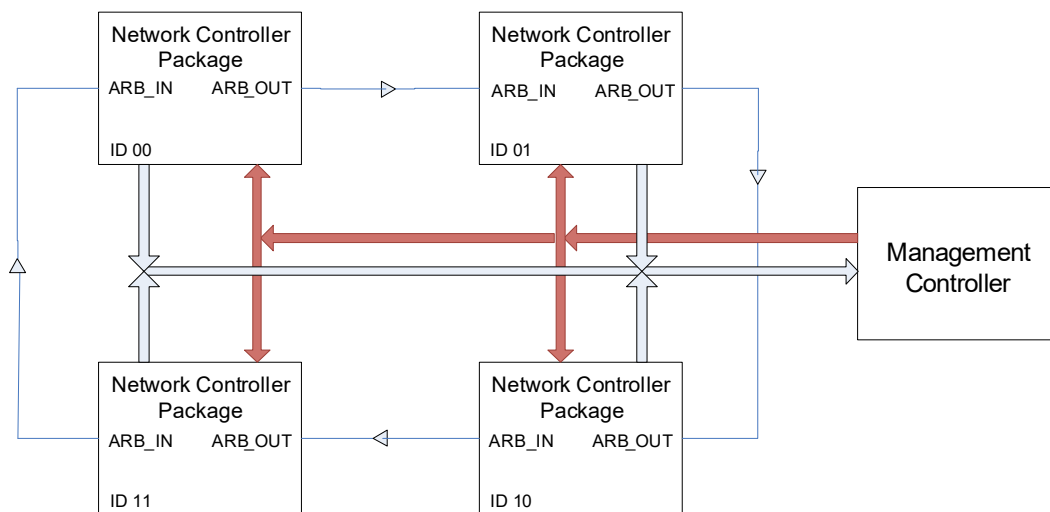 Network Controller
Package
ARB_IN ARB_OUT
ID 00
Network Controller
Package
ARB_IN ARB_OUT
ID 01
Management
Controller
Network Controller
Package
ARB_IN ARB_OUT
ID 11
Network Controller
Package
ARB_IN ARB_OUT
ID 10